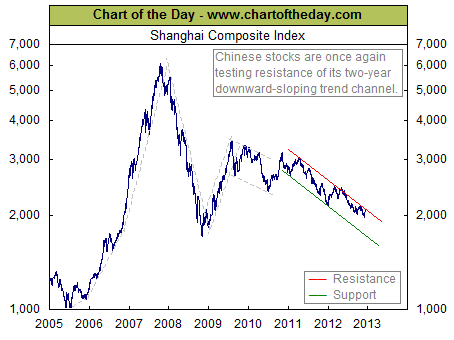 Chart of the Day - www.chartoftheday.com
Shanghai Composite Index
7,000 7,000
6,000 6,000
5,000 5,000
4,000 4,000
3,000 3,000
2,000 2,000
1,000 1,000
Chinese stocks are once again
testing resistance of its two-year
downward-sloping trend channel.
Resistance
Support
2005 2006 2007 2008 2009 2010 2011 2012 2013